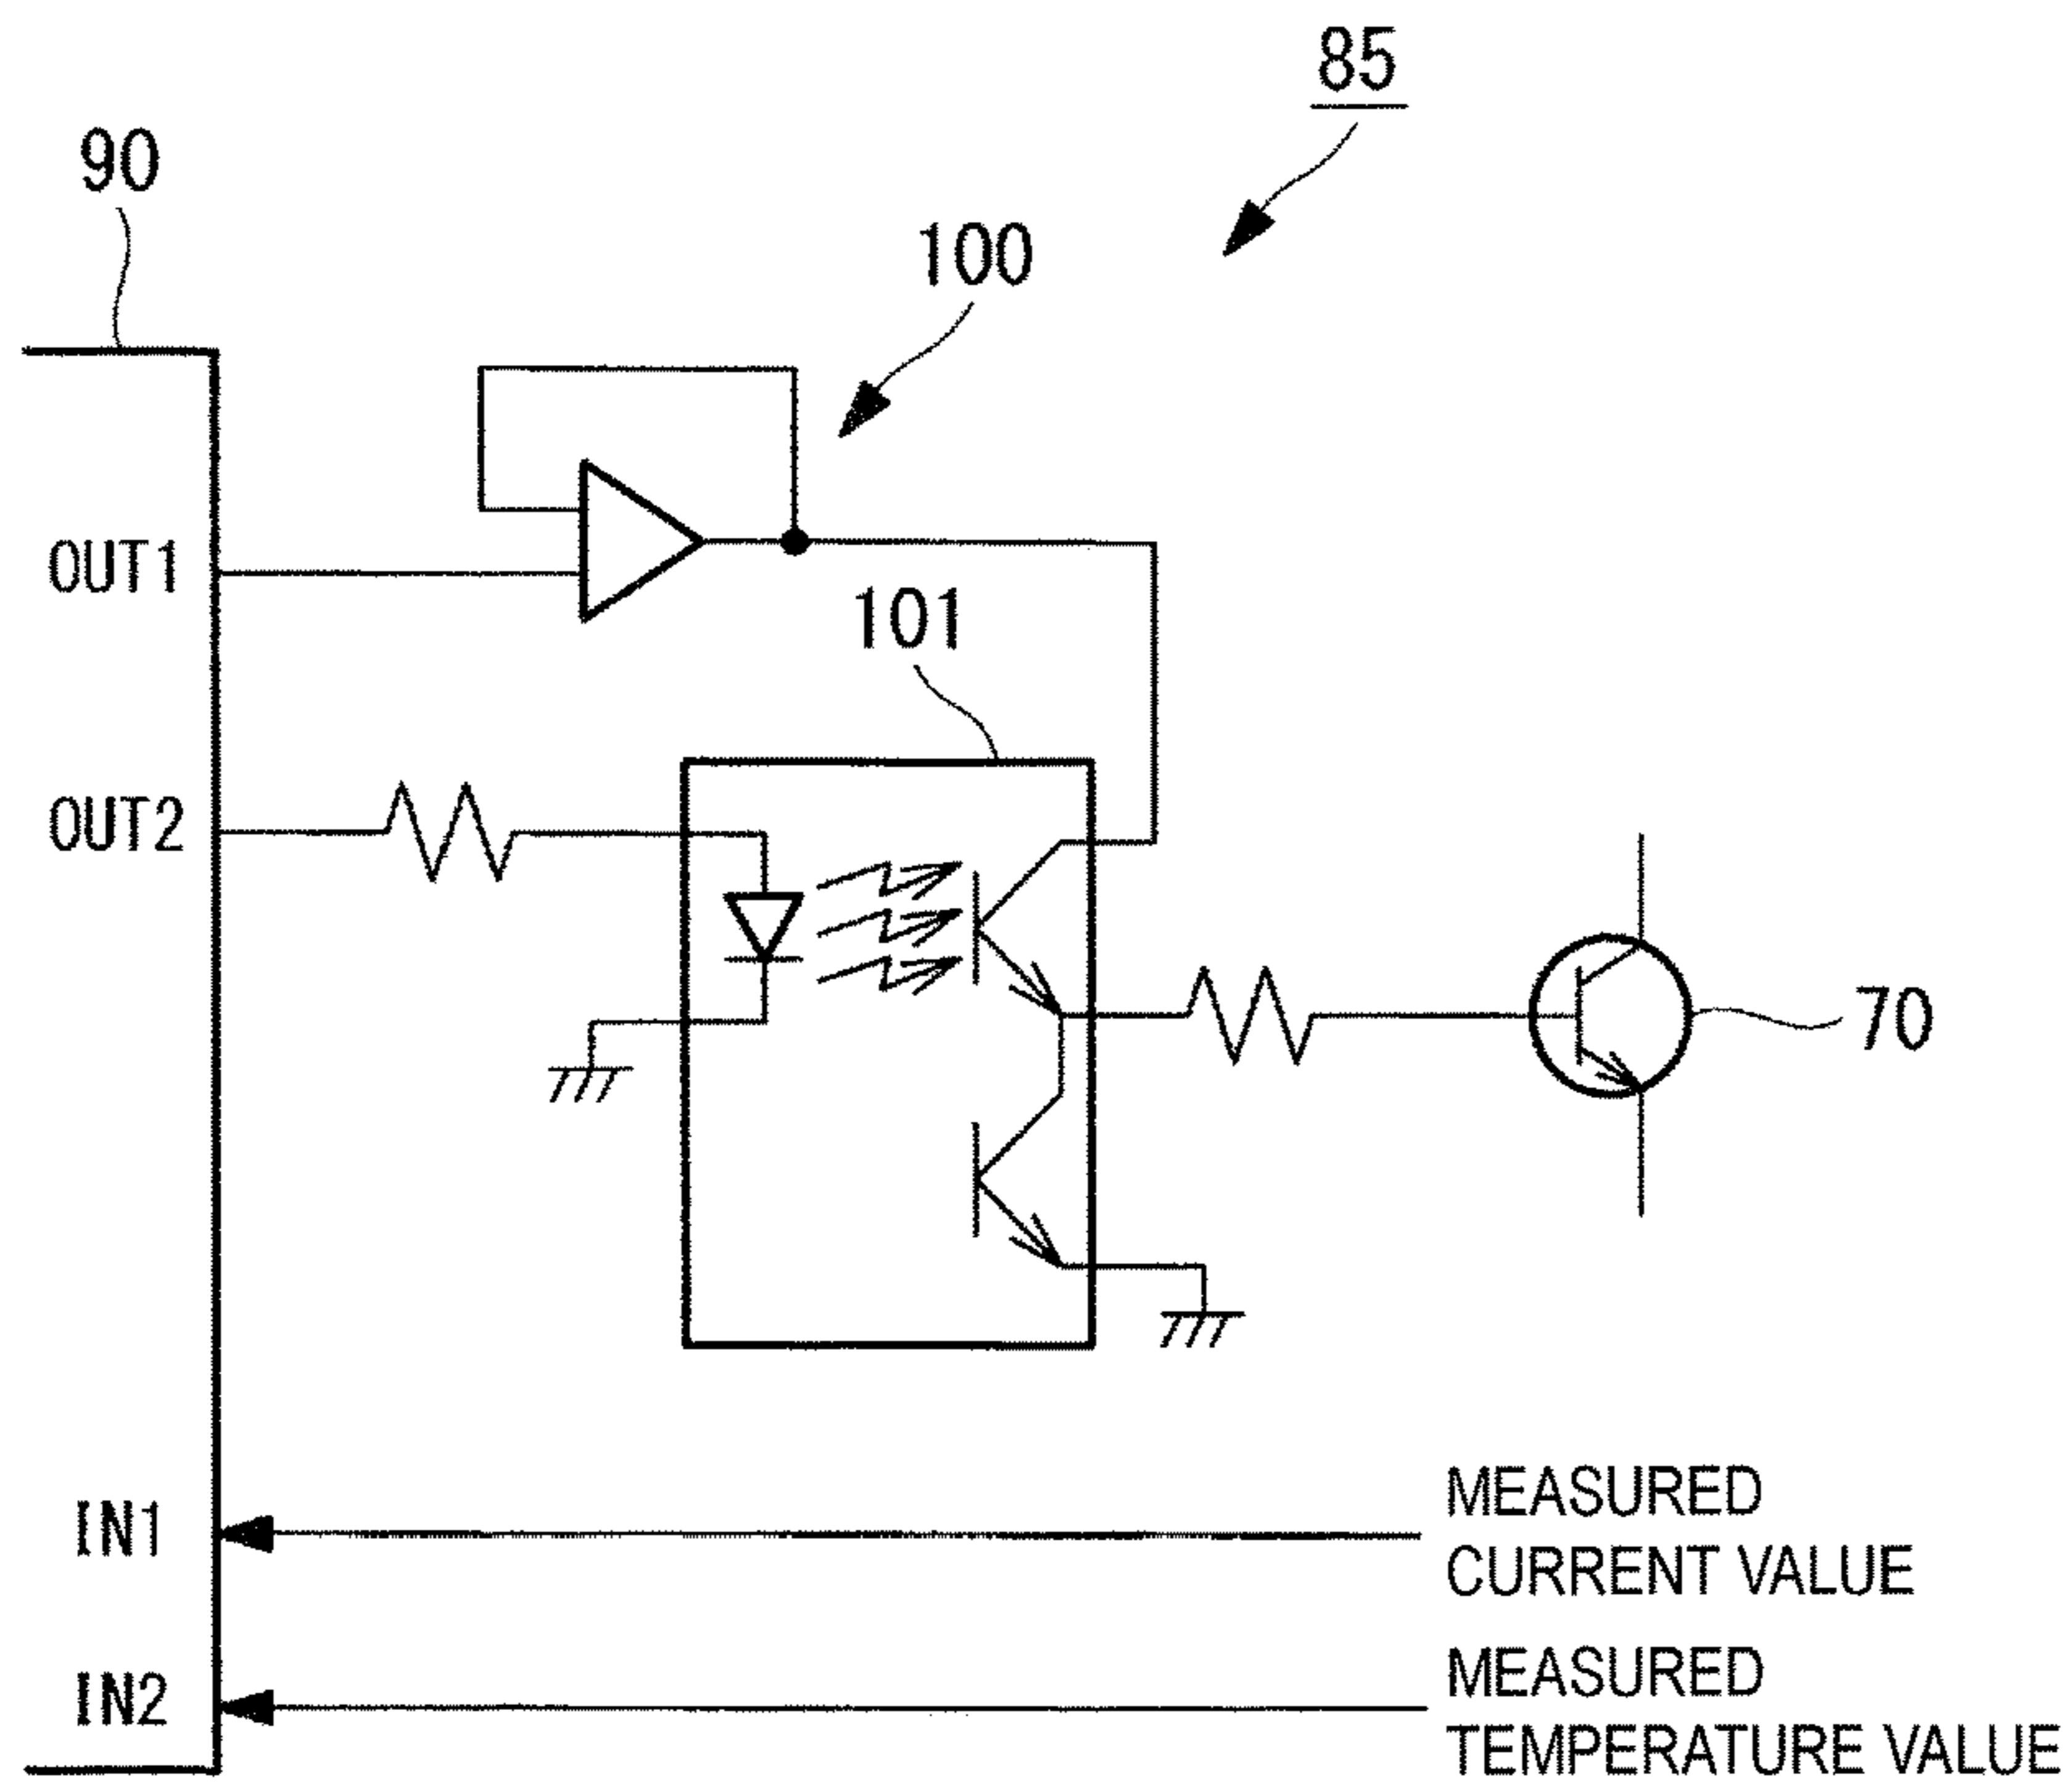 85
90
100
OUT1
101
OUT2
70
IN1
MEASURED
CURRENT VALUE
IN2
MEASURED
TEMPERATURE VALUE